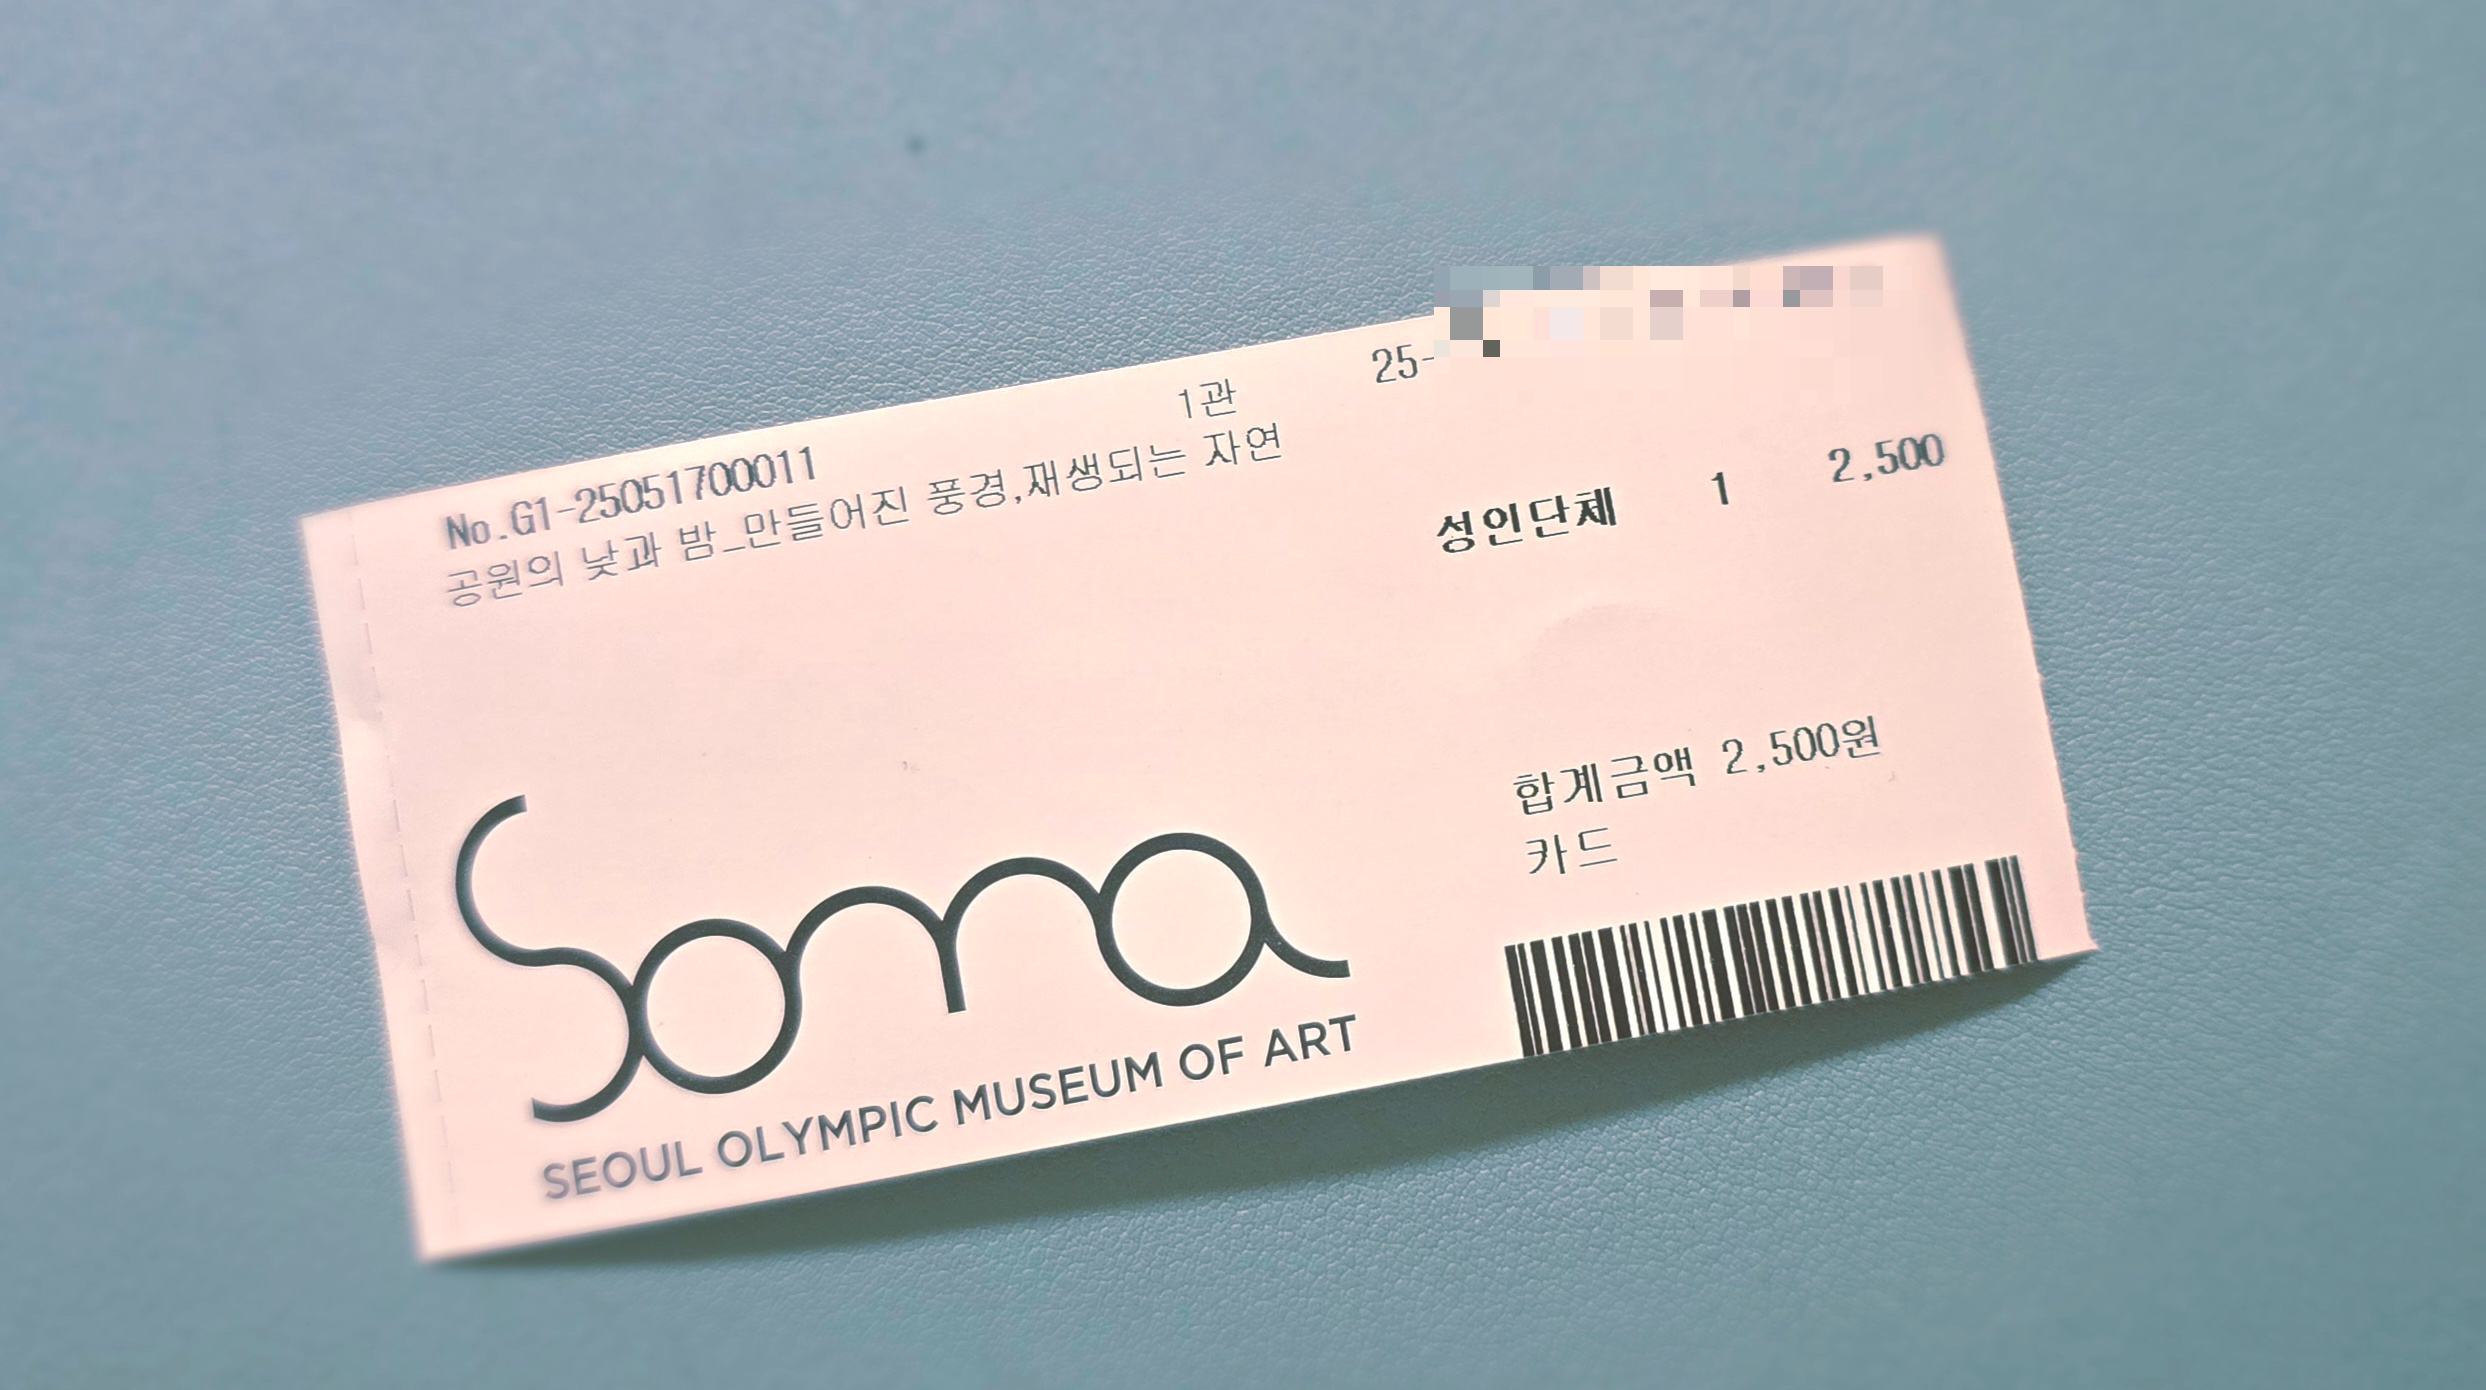 No.G1-25051700011
1관
공원의 낮과 밤_만들어진 풍경,재생되는 자연
25-
성인단체 1 2,500
합계금액 2,500원
카드
Soma
SEOUL OLYMPIC MUSEUM OF ART